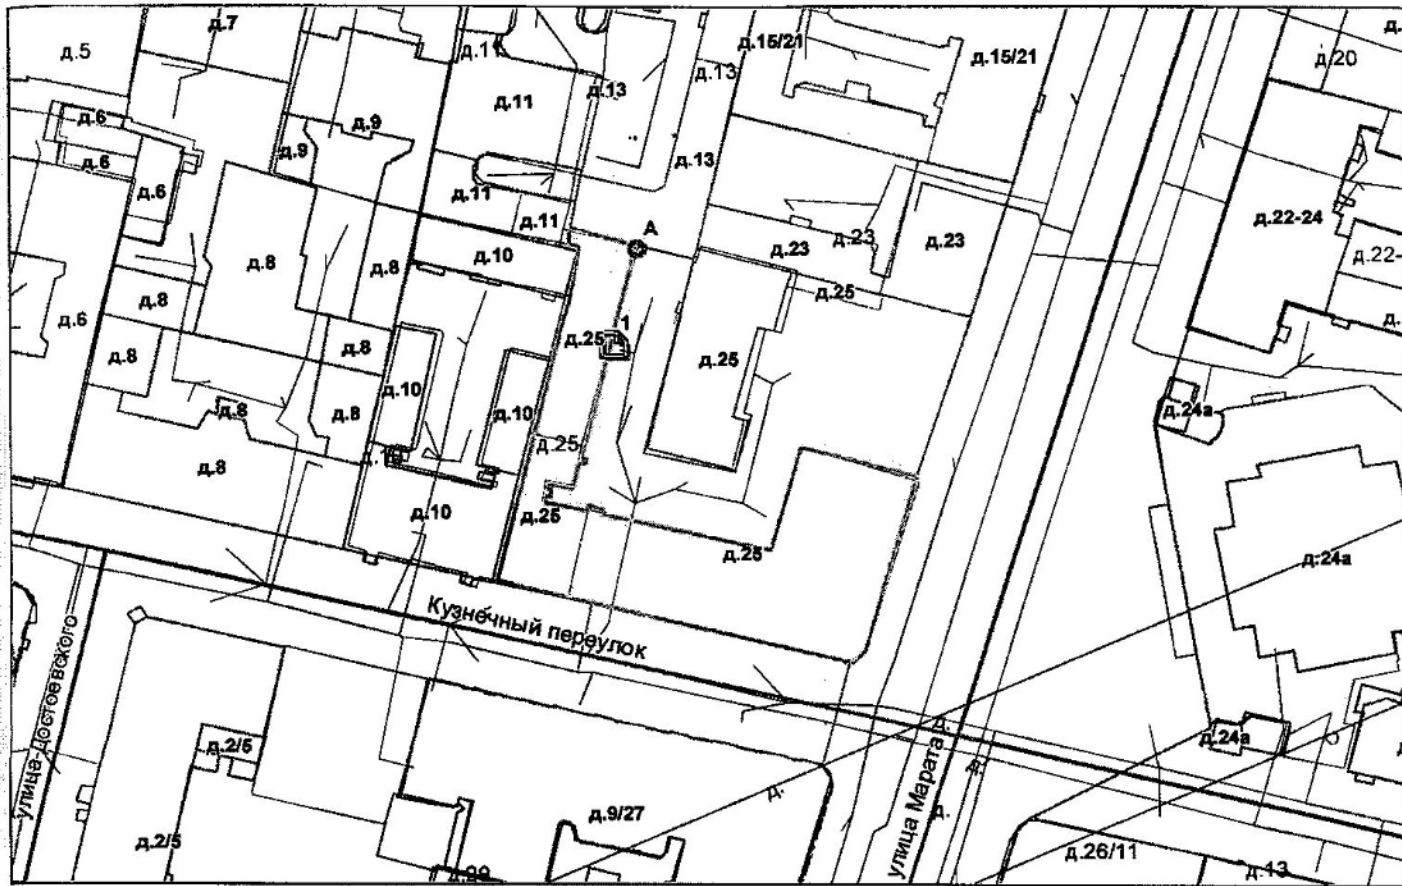 д.7
д.5
д.11
д.13
д.15/21
д.13
д.15/21
д.20
д.
д.6
д.9
д.11
д.13
д.6
д.9
д.6
д.11
д.11
д.13
д.22-24
А
д.10
д.23
д.23
д.23
д.22-
д.8
д.8
д.8
д.25
д.6
д.25
1
д.8
д.
д.8
д.25
д.10
д.8
д.8
д.10
д.24а
д.8
д.25
д.10
д.25
д.25
д.24а
Кузнечный переулок
улица Достоевского
д.2/5
д.
д.24а
д.
улица Марата
д.
д.9/27
д.
д.2/5
д.26/11
д.13